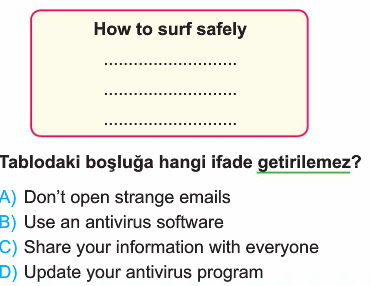 How to surf safely
...........................
...........................
...........................
Tablodaki boşluğa hangi ifade getirilemez?
A) Don't open strange emails
B) Use an antivirus software
C) Share your information with everyone
D) Update your antivirus program